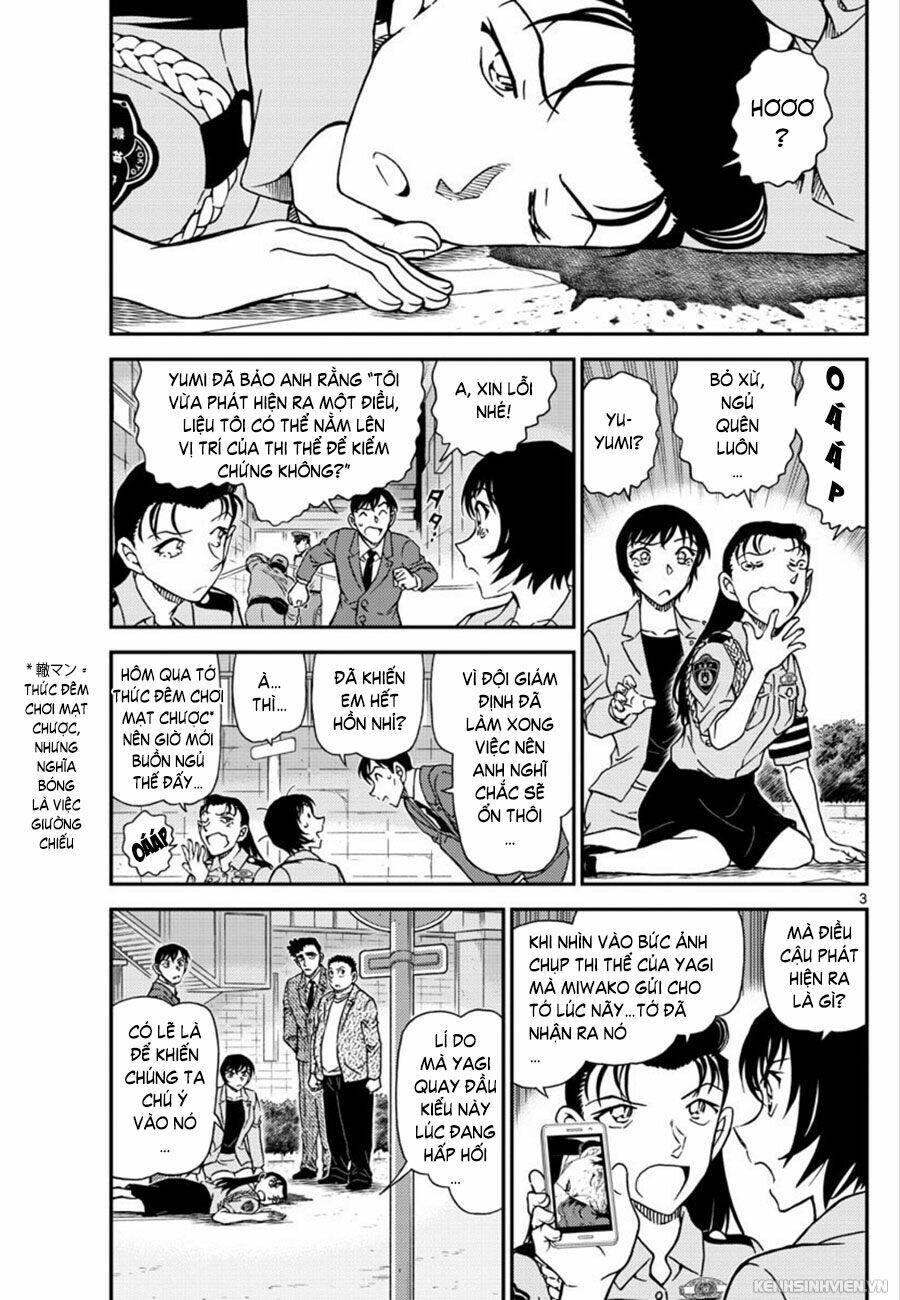 HƠƠƠ
?
TOKYO
OÁÁP
BỎ XỪ,
NGỦ
QUÊN
LUÔN
...
YU-
YUMI?
A, XIN LỖI
NHÉ!
YUMI ĐÃ BẢO ANH RẰNG “TÔI
VỪA PHÁT HIỆN RA MỘT ĐIỀU,
LIỆU TÔI CÓ THỂ NẰM LÊN
VỊ TRÍ CỦA THI THỂ ĐỂ KIỂM
CHỨNG KHÔNG?”
タタ...
VÌ ĐỘI GIÁM
ĐỊNH ĐÃ
LÀM XONG
VIỆC NÊN
ANH NGHĨ
CHẮC SẼ
ỔN THÔI
...
ĐÃ KHIẾN
EM HẾT
HỒN NHỈ?
À...
THÌ...
HÔM QUA TỚ
THỨC ĐÊM CHƠI
MẠT CHƯỢC*
NÊN GIỜ MỚI
BUỒN NGỦ
THẾ ĐẤY.
OÁÁP
* 轍マン =
THỨC ĐÊM
CHƠI MẠT
CHƯỢC,
NHƯNG
NGHĨA
BÓNG
LÀ VIỆC
GIƯỜNG
CHIẾU
3
MÀ ĐIỀU
CẬU PHÁT
HIỆN RA
LÀ GÌ?
KHI NHÌN VÀO BỨC ẢNH
CHỤP THI THỂ CỦA YAGI
MÀ MIWAKO GỬI CHO
TỚ LÚC NÃY...TỚ ĐÃ
NHẬN RA NÓ
...
LÍ DO
MÀ YAGI
QUAY ĐẦU
KIỂU NÀY
LÚC ĐANG
HẤP HỐI
...
CÓ LẼ LÀ
ĐỂ KHIẾN
CHÚNG TA
CHÚ Ý
VÀO NÓ
...
KENHSINHVIEN.VN